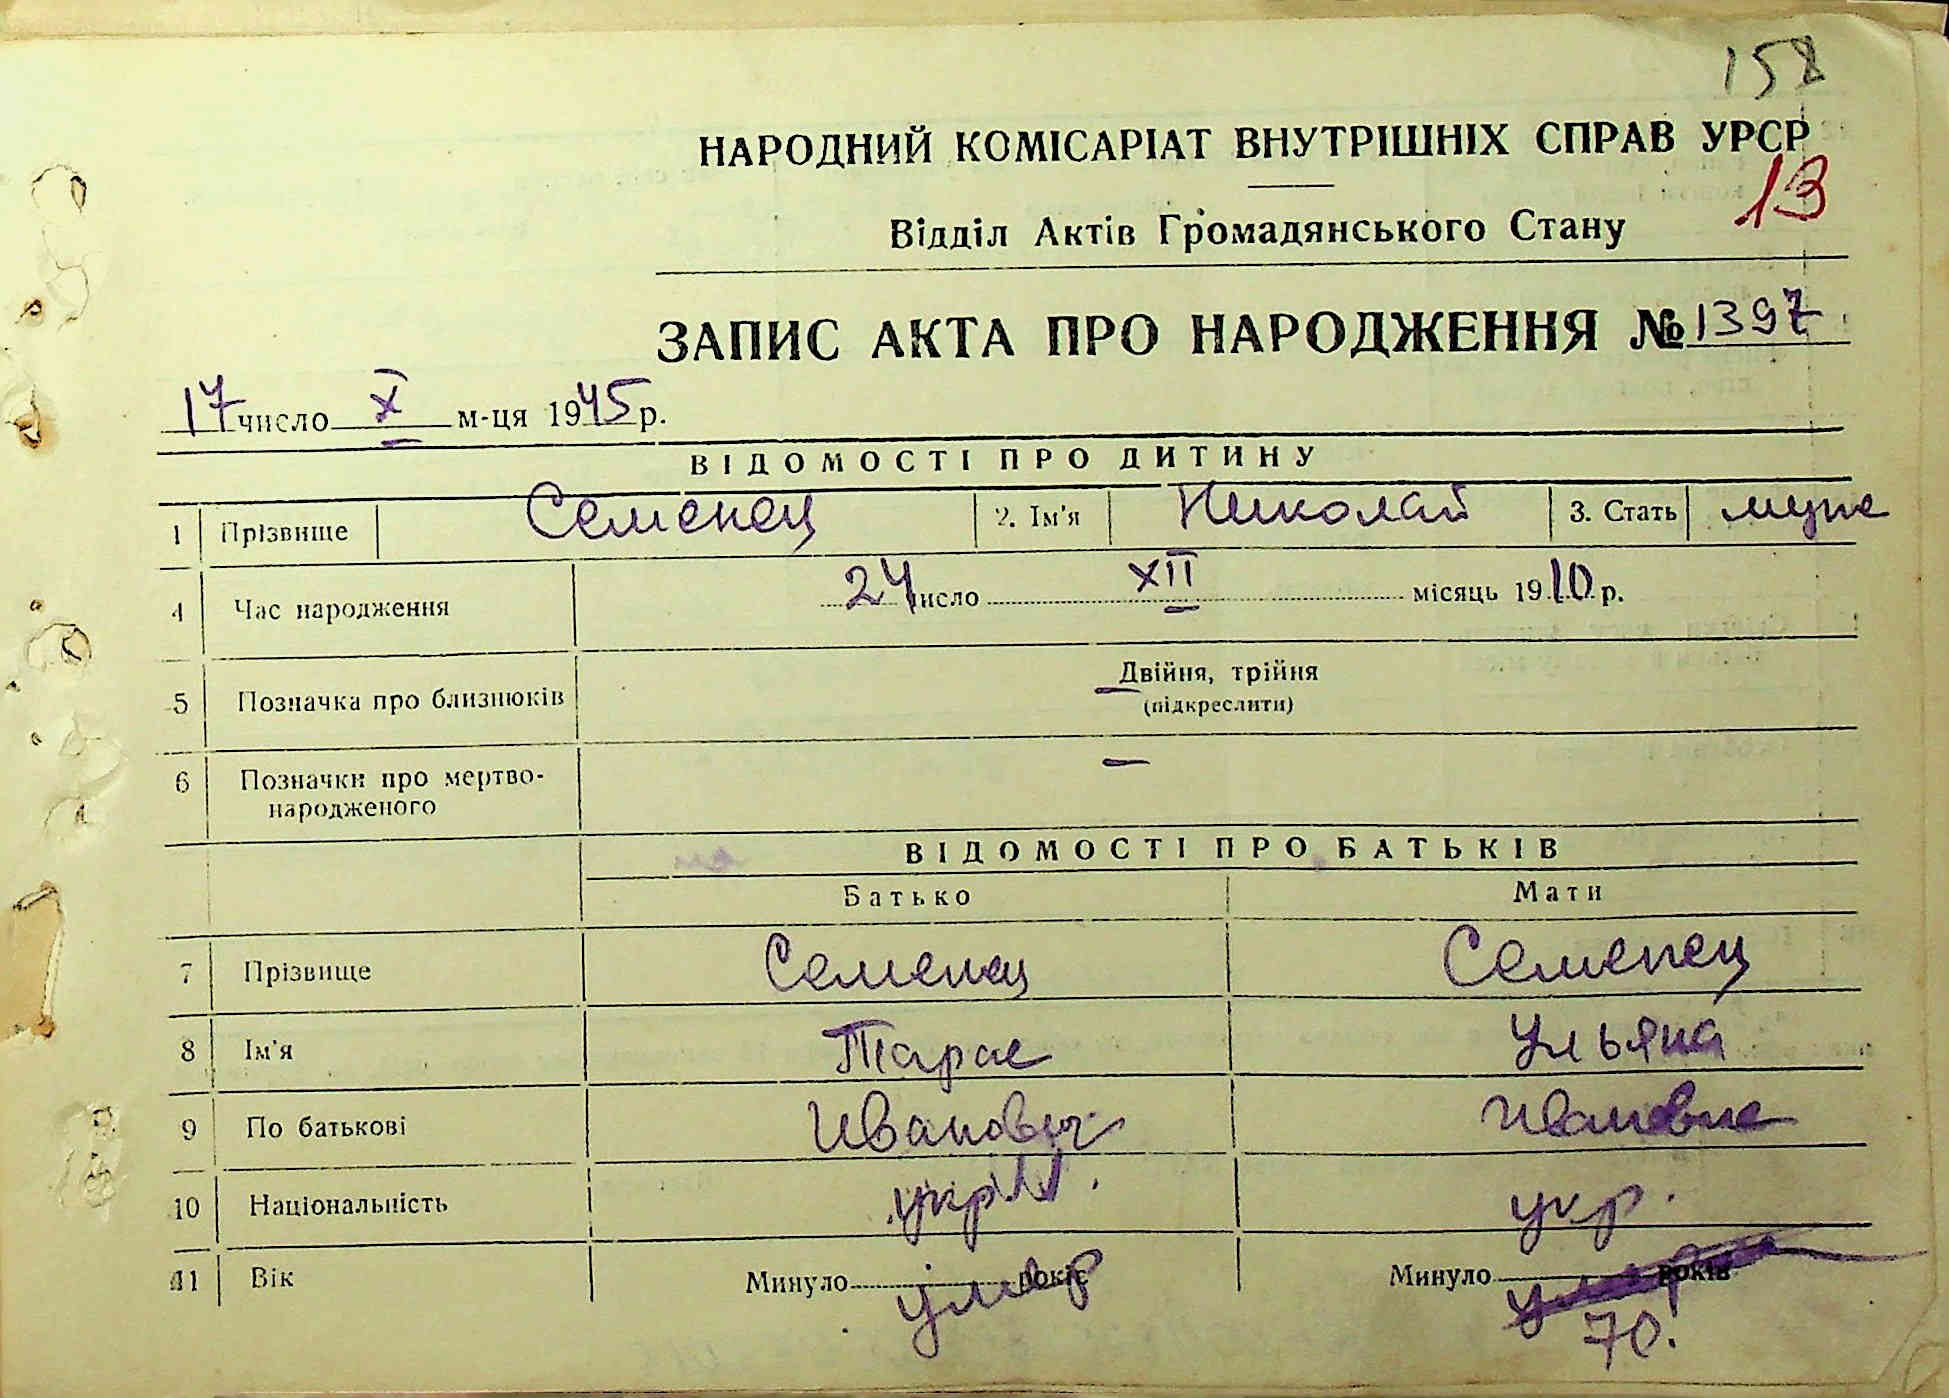 158
НАРОДНИЙ КОМІСАРІАТ ВНУТРІШНІХ СПРАВ УРСР
13
Відділ Актів Громадянського Стану
ЗАПИС АКТА ПРО НАРОДЖЕННЯ № 1397
17 число X м-ця 1945 р.
ВІДОМОСТІ ПРО ДИТИНУ
1 Прізвище Семенец 2. Ім'я Николай 3. Стать муж
4 Час народження 24 число XII місяць 1910 р.
5 Позначка про близнюків Двійня, трійня
(підкреслити)
6 Позначки про мертво-
народженого —
ВІДОМОСТІ ПРО БАТЬКІВ
Батько Мати
7 Прізвище Семенец Семенец
8 Ім'я Тарас Ульяна
9 По батькові Иванович Ивановна
10 Національність укр. укр.
11 Вік Минуло умер років Минуло умерла років
70